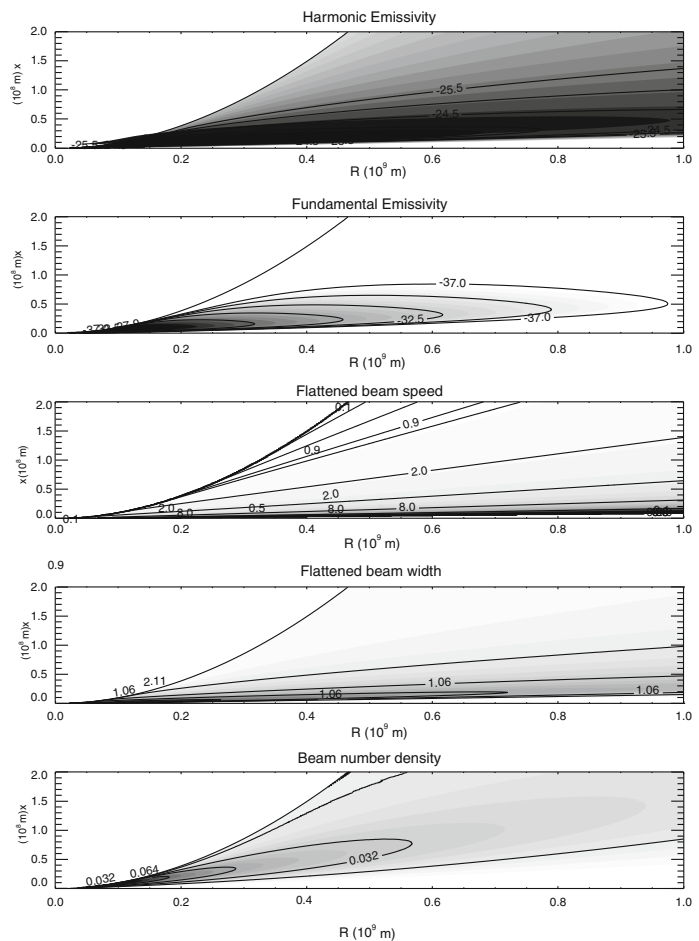 Harmonic Emissivity
2.0
1.5
1.0
0.5
0.0
(10⁸ m) x
-25.5
-24.5
-25.5
0.0 0.2 0.4 0.6 0.8 1.0
R (10⁹ m)
Fundamental Emissivity
2.0
1.5
1.0
0.5
0.0
(10⁸ m)x
-37.0
-32.5
-37.0
0.0 0.2 0.4 0.6 0.8 1.0
R (10⁹ m)
Flattened beam speed
2.0
1.5
1.0
0.5
0.0
x(10⁸ m)
0.1
0.9
0.9
2.0
2.0
2.0 8.0 0.5 8.0 8.0
0.1
0.0 0.2 0.4 0.6 0.8 1.0
R (10⁹ m)
0.9
Flattened beam width
2.0
1.5
1.0
0.0
(10⁸ m)x
2.11
1.06 1.06 1.06 1.06
0.0 0.2 0.4 0.6 0.8 1.0
R (10⁹ m)
Beam number density
2.0
1.5
1.0
0.5
0.0
(10⁸ m)x
0.032 0.064 0.032
0.0 0.2 0.4 0.6 0.8 1.0
R (10⁹ m)